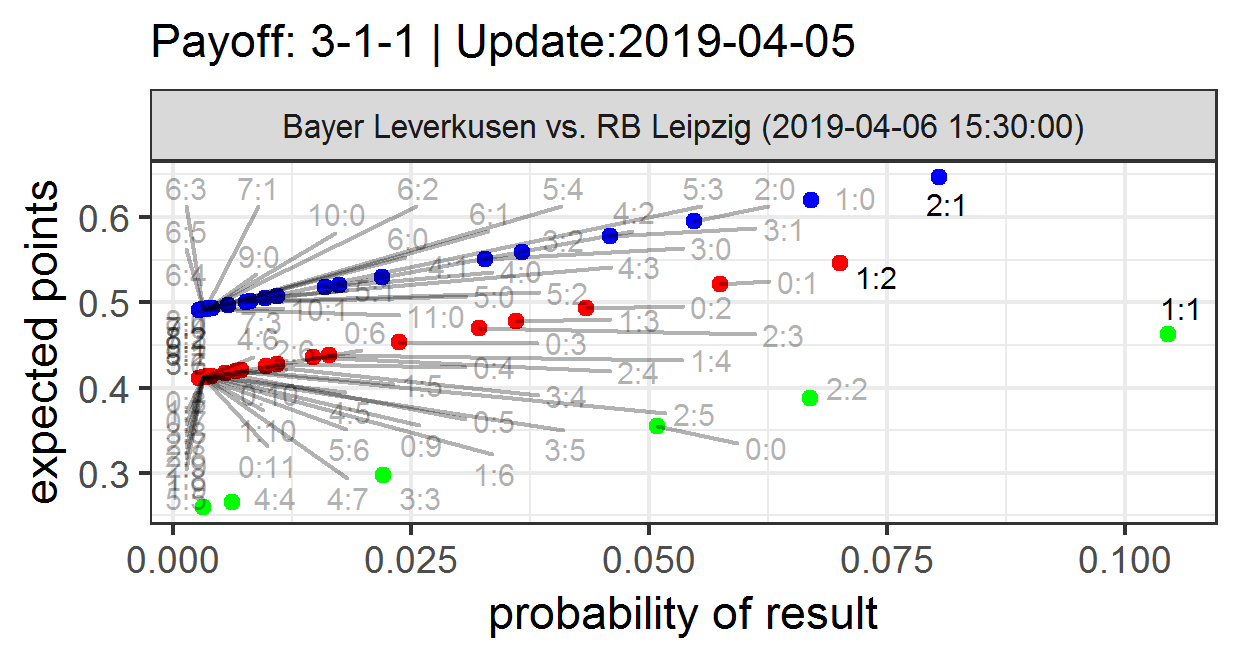 Payoff: 3-1-1 | Update:2019-04-05
Bayer Leverkusen vs. RB Leipzig (2019-04-06 15:30:00)
expected points
0.6
0.5
0.4
0.3
6:3 7:1 6:2 5:4 5:3 2:0
10:0 6:1 4:2 1:0 2:1
6:5 6:0 3:2 3:1
9:0 3:0
6:4 4:1 4:0 4:3 0:1 1:2
5:1 5:0 5:2
10:1 11:0 0:2 1:1
7:3 1:3
4:6 0:6 0:3 2:3
2:6 0:4 2:4 1:4
1:5 3:4 2:2
0:10 4:5 0:5 2:5
1:10 5:6 0:9 3:5 0:0
0:11 1:6
5:5 4:4 4:7 3:3
0.000 0.025 0.050 0.075 0.100
probability of result